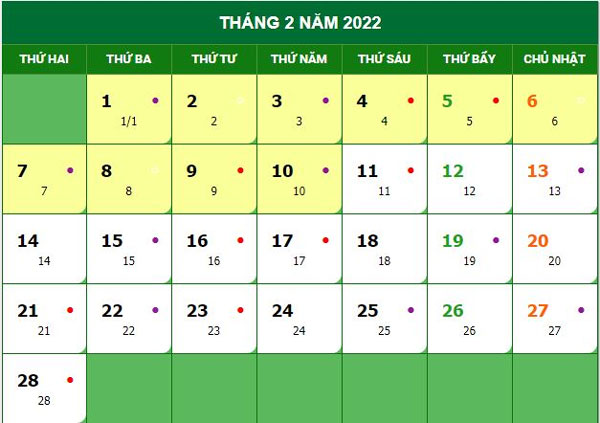 THÁNG 2 NĂM 2022
THỨ HAI THỨ BA THỨ TƯ THỨ NĂM THỨ SÁU THỨ BẨY CHỦ NHẬT
1 2 3 4 5 6
1/1 2 3 4 5 6
7 8 9 10 11 12 13
7 8 9 10 11 12 13
14 15 16 17 18 19 20
14 15 16 17 18 19 20
21 22 23 24 25 26 27
21 22 23 24 25 26 27
28
28